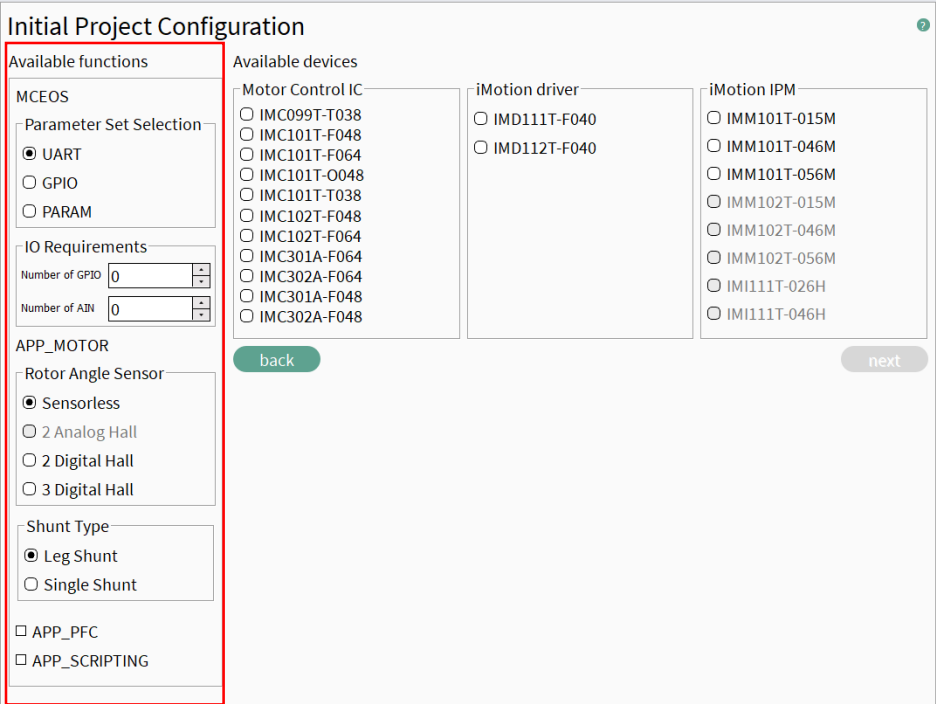 Initial Project Configuration
?
Available functions
MCEOS
Parameter Set Selection
UART
GPIO
PARAM
IO Requirements
Number of GPIO 0
Number of AIN 0
APP_MOTOR
Rotor Angle Sensor
Sensorless
2 Analog Hall
2 Digital Hall
3 Digital Hall
Shunt Type
Leg Shunt
Single Shunt
APP_PFC
APP_SCRIPTING
Available devices
Motor Control IC
IMC099T-T038
IMC101T-F048
IMC101T-F064
IMC101T-O048
IMC101T-T038
IMC102T-F048
IMC102T-F064
IMC301A-F064
IMC302A-F064
IMC301A-F048
IMC302A-F048
iMotion driver
IMD111T-F040
IMD112T-F040
iMotion IPM
IMM101T-015M
IMM101T-046M
IMM101T-056M
IMM102T-015M
IMM102T-046M
IMM102T-056M
IMI111T-026H
IMI111T-046H
back
next